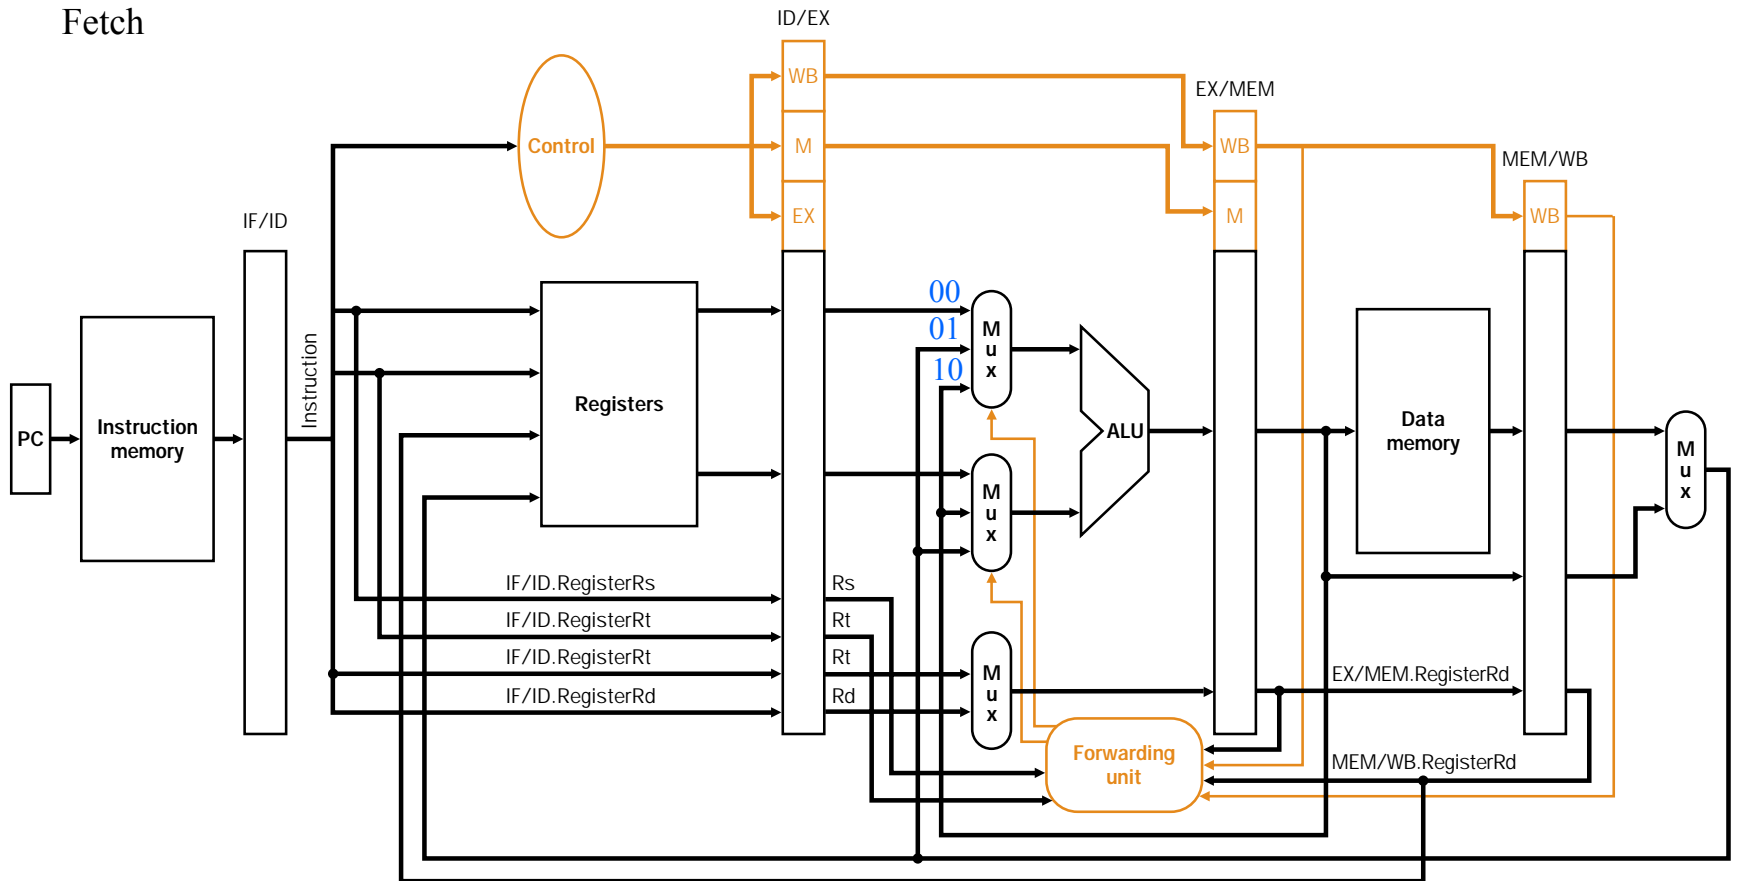 Fetch
ID/EX
WB
EX/MEM
Control
M
WB
MEM/WB
IF/ID
EX
M
WB
00
01
10
M
u
x
Instruction
PC
Instruction
memory
Registers
ALU
Data
memory
M
u
x
M
u
x
IF/ID.RegisterRs
Rs
IF/ID.RegisterRt
Rt
IF/ID.RegisterRt
Rt
IF/ID.RegisterRd
Rd
M
u
x
EX/MEM.RegisterRd
Forwarding
unit
MEM/WB.RegisterRd